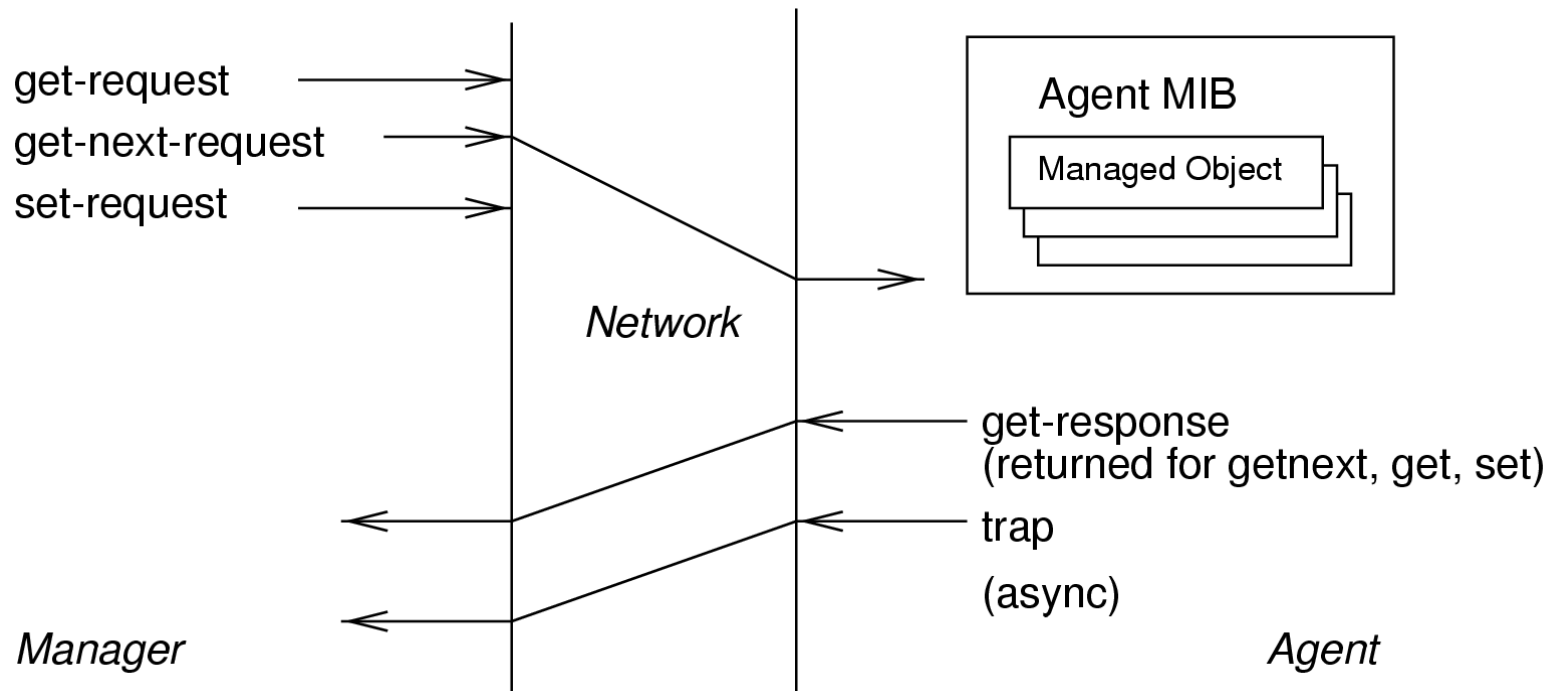 get-request
get-next-request
set-request
Agent MIB
Managed Object
Network
get-response
(returned for getnext, get, set)
trap
(async)
Manager
Agent